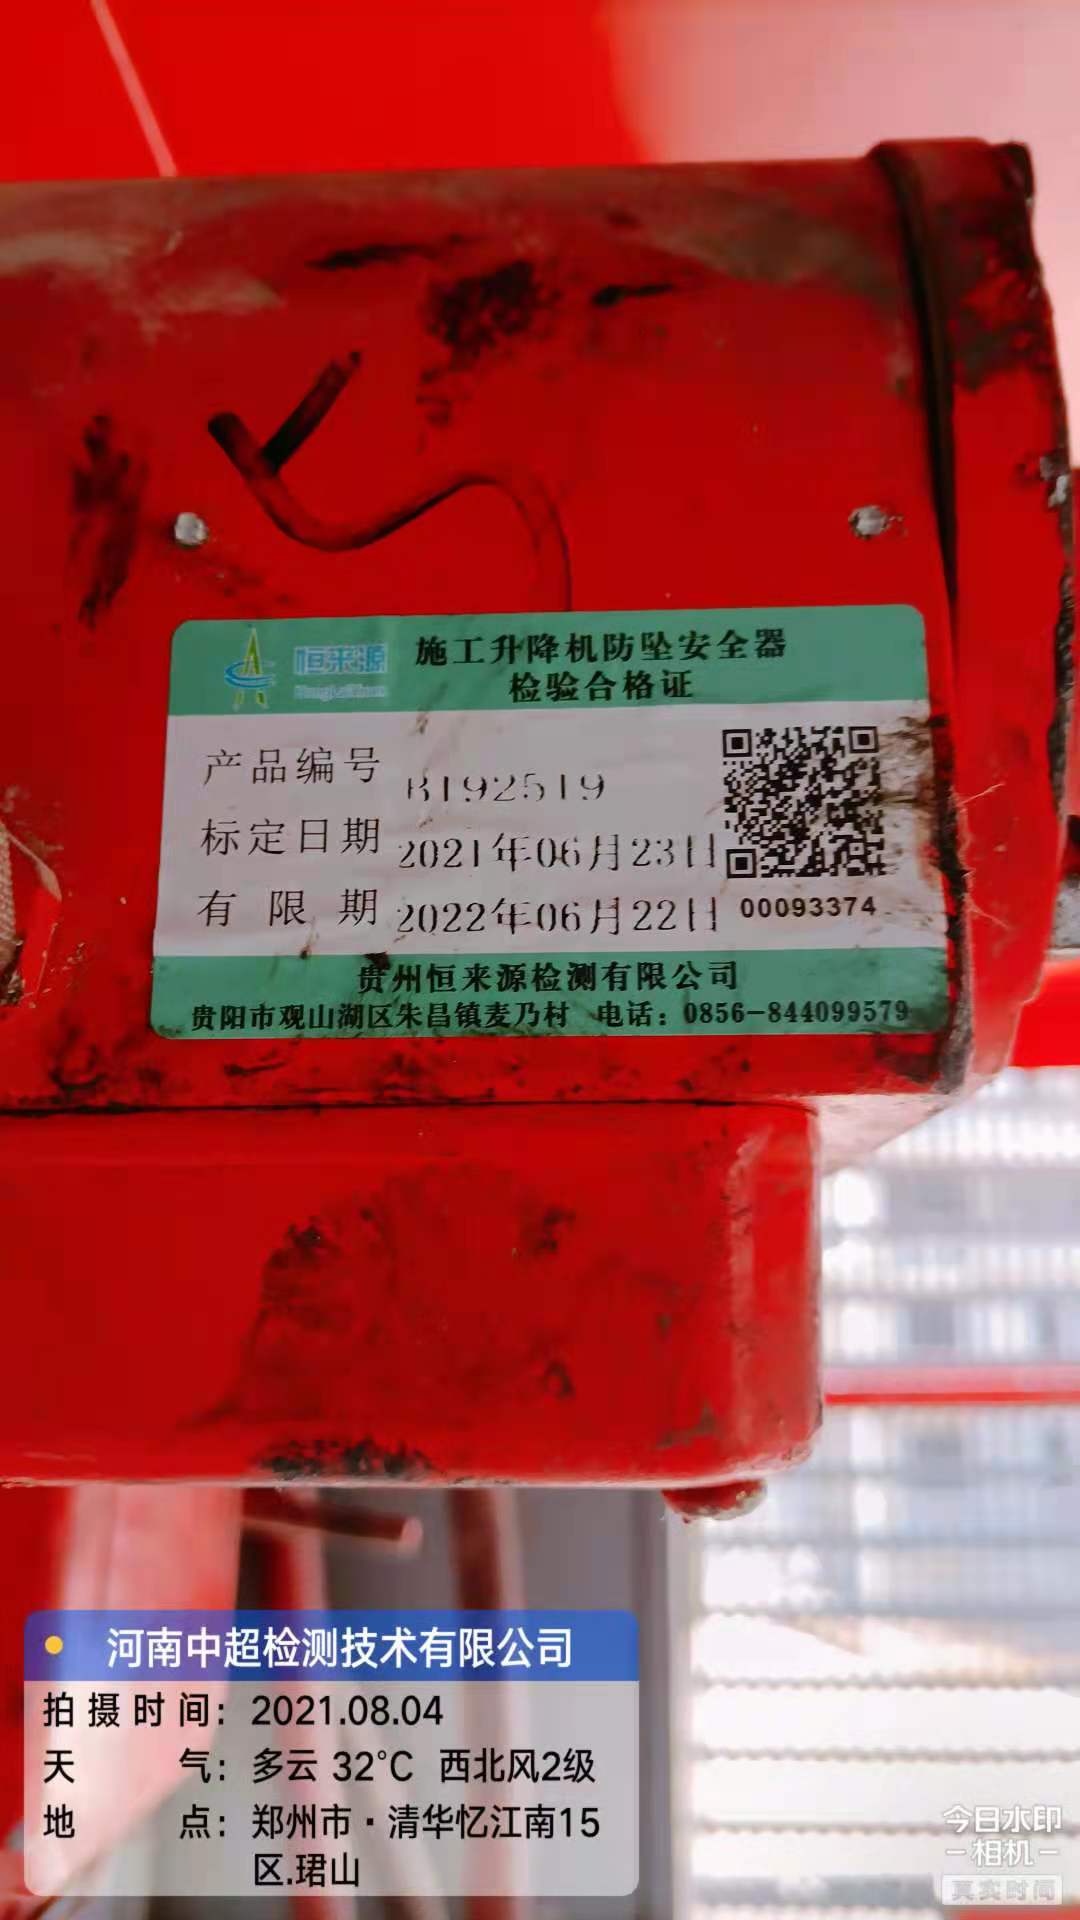 恒来源
施工升降机防坠安全器
检验合格证
产品编号 B192519
标定日期 2021年06月23日
有限期 2022年06月22日
00093374
贵州恒来源检测有限公司
贵阳市观山湖区朱昌镇麦乃村 电话：0856-844099579
河南中超检测技术有限公司
拍摄时间：2021.08.04
天气：多云 32℃ 西北风2级
地点：郑州市·清华忆江南15
区.珺山
今日水印
相机
真实时间